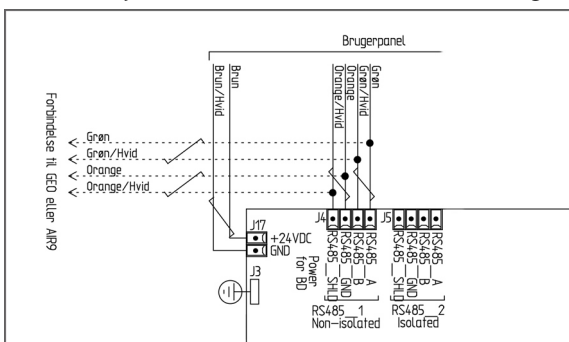 Brugerpanel
Brun/Hvid
Brun
Orange/Hvid
Orange
Grøn/Hvid
Grøn
Forbindelse til GEO eller AIR9
Grøn
Grøn/Hvid
Orange
Orange/Hvid
J17
+24VDC
GND
J3
Power
for BD
J4
RS485_SHLD
RS485_GND
RS485_B
RS485_A
RS485_1
Non-isolated
J5
RS485_SHLD
RS485_GND
RS485_B
RS485_A
RS485_2
Isolated